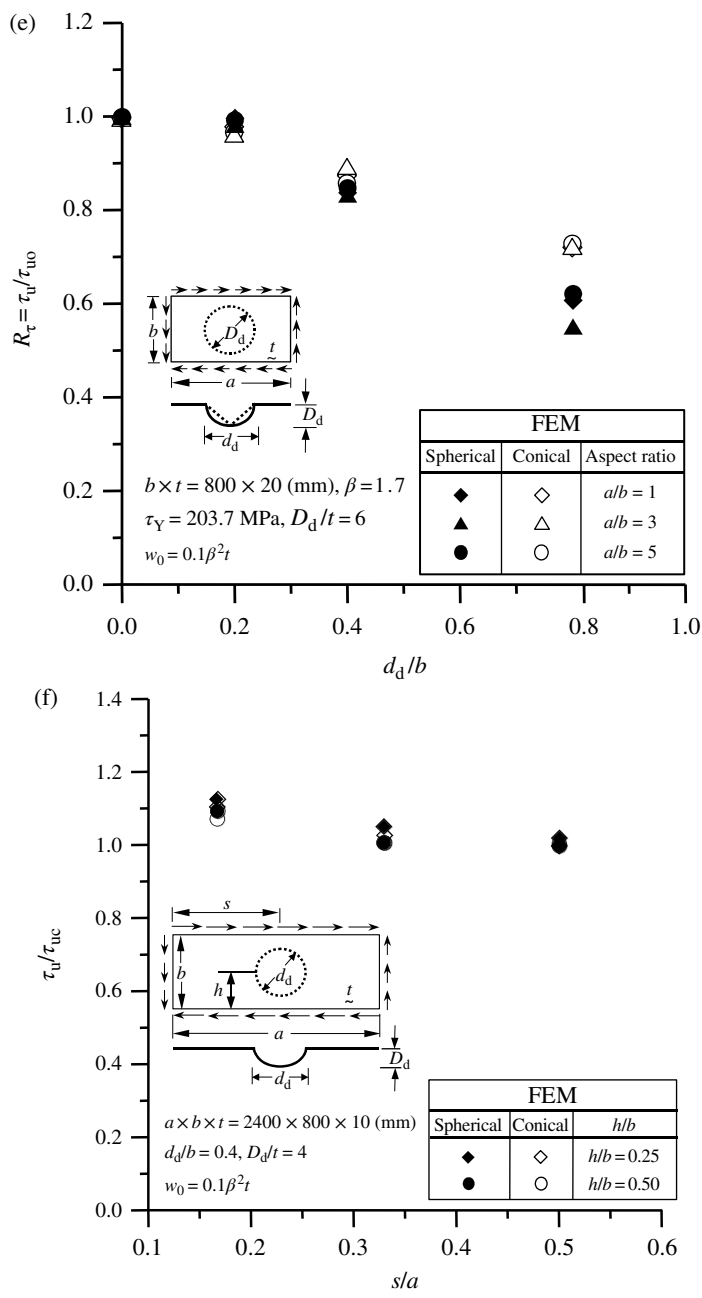 (e)
1.2
1.0
0.8
0.6
0.4
0.2
0.0
R_τ = τ_u/τ_uo
b
D_d
t
a
D_d
d_d
b × t = 800 × 20 (mm), β = 1.7
τ_Y = 203.7 MPa, D_d/t = 6
w_0 = 0.1β²t
FEM
Spherical Conical Aspect ratio
a/b = 1
a/b = 3
a/b = 5
0.0 0.2 0.4 0.6 0.8 1.0
d_d/b
(f)
1.4
1.2
1.0
0.8
0.6
0.4
0.2
0.0
τ_u/τ_uc
s
b
h
d_d
t
a
D_d
d_d
a × b × t = 2400 × 800 × 10 (mm)
d_d/b = 0.4, D_d/t = 4
w_0 = 0.1β²t
FEM
Spherical Conical h/b
h/b = 0.25
h/b = 0.50
0.1 0.2 0.3 0.4 0.5 0.6
s/a